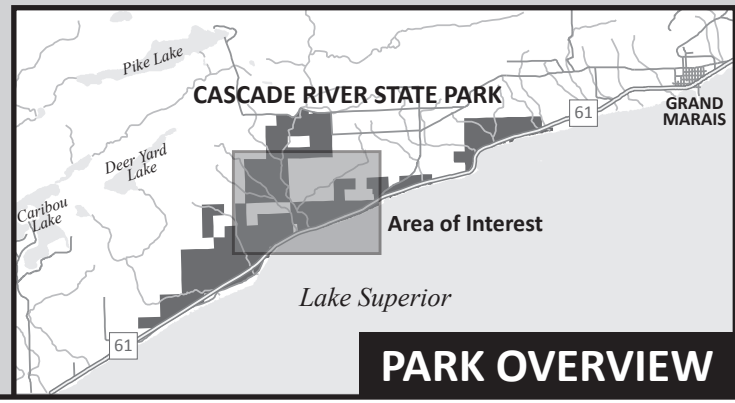 Pike Lake
CASCADE RIVER STATE PARK
61
GRAND
MARAIS
Deer Yard
Lake
Caribou
Lake
Area of Interest
Lake Superior
61
PARK OVERVIEW